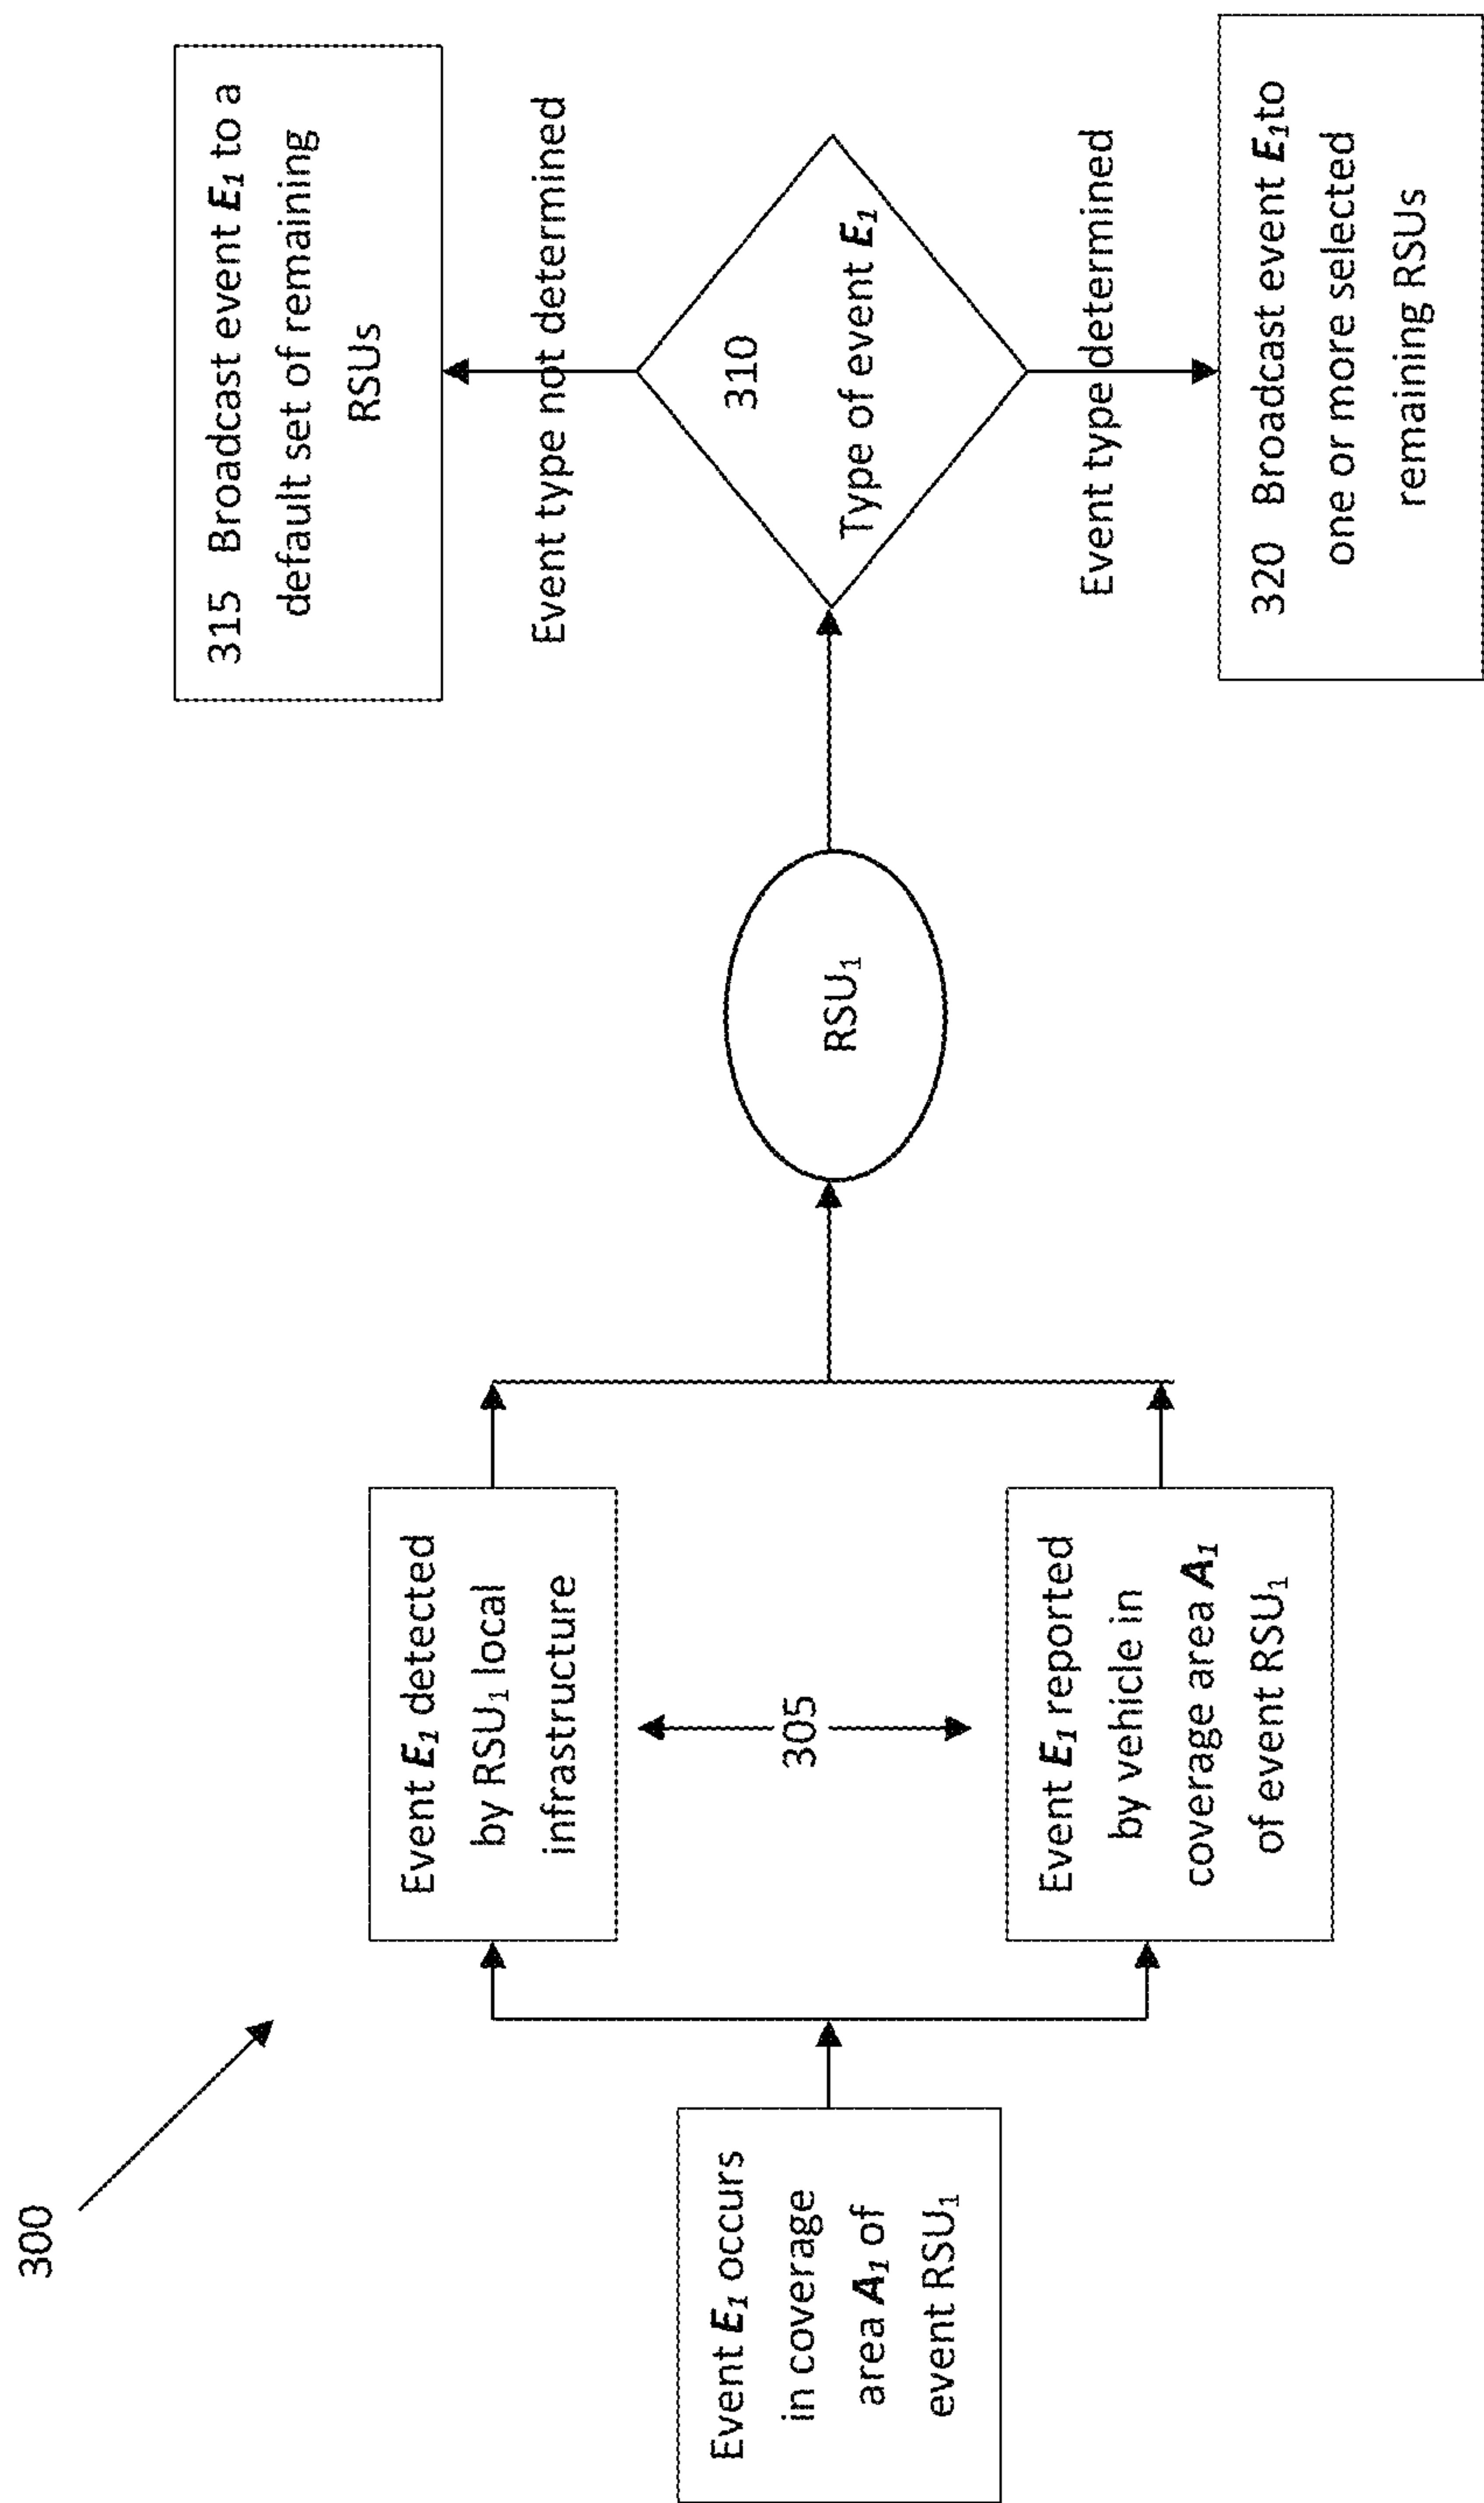 300
Event E₁ occurs
in coverage
area A₁ of
event RSU₁
Event E₁ detected
by RSU₁ local
infrastructure
305
Event E₁ reported
by vehicle in
coverage area A₁
of event RSU₁
RSU₁
310
Type of event E₁
Event type not determined
315 Broadcast event E₁ to a
default set of remaining
RSUs
Event type determined
320 Broadcast event E₁to
one or more selected
remaining RSUs